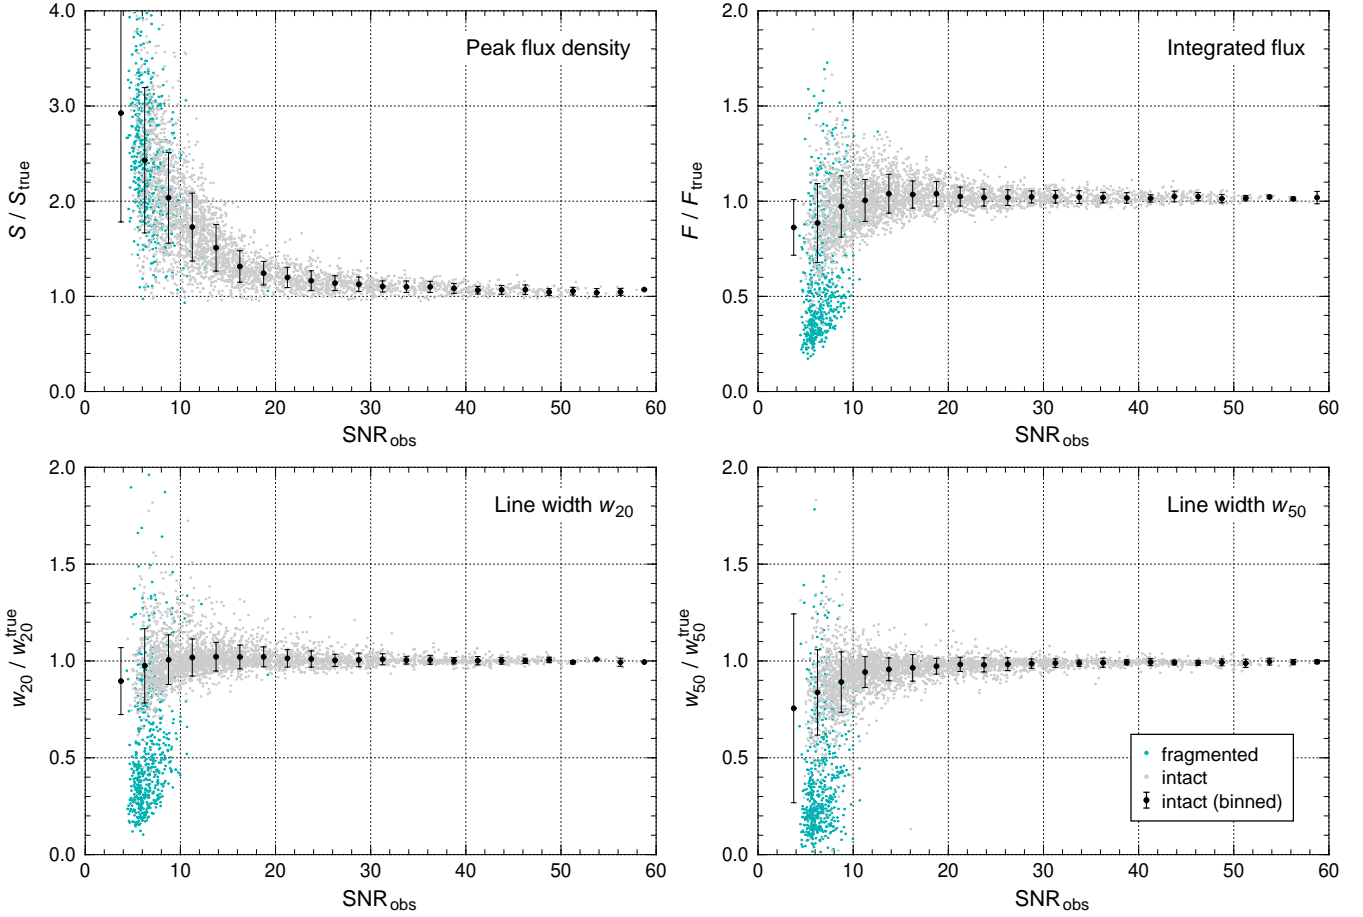 Peak flux density
S / S_true
4.0
3.0
2.0
1.0
0.0
0 10 20 30 40 50 60
SNR_obs
Integrated flux
F / F_true
2.0
1.5
1.0
0.5
0.0
0 10 20 30 40 50 60
SNR_obs
Line width w_20
w_20 / w_20^true
2.0
1.5
1.0
0.5
0.0
0 10 20 30 40 50 60
SNR_obs
Line width w_50
w_50 / w_50^true
2.0
1.5
1.0
0.5
0.0
fragmented
intact
intact (binned)
0 10 20 30 40 50 60
SNR_obs